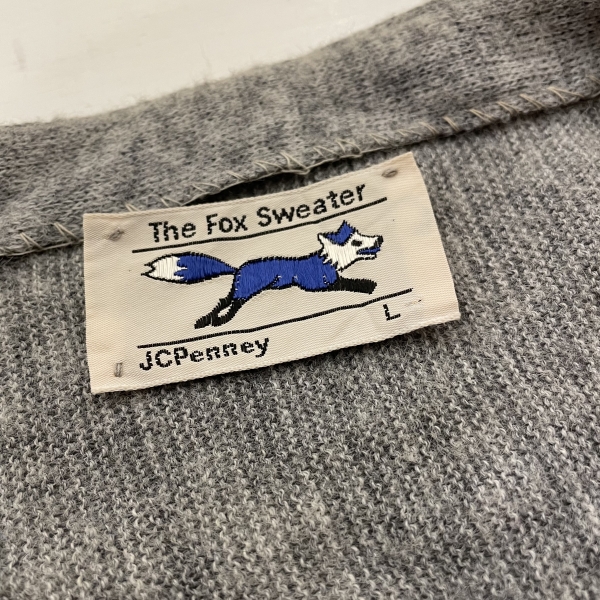 The Fox Sweater
L
JCPenney